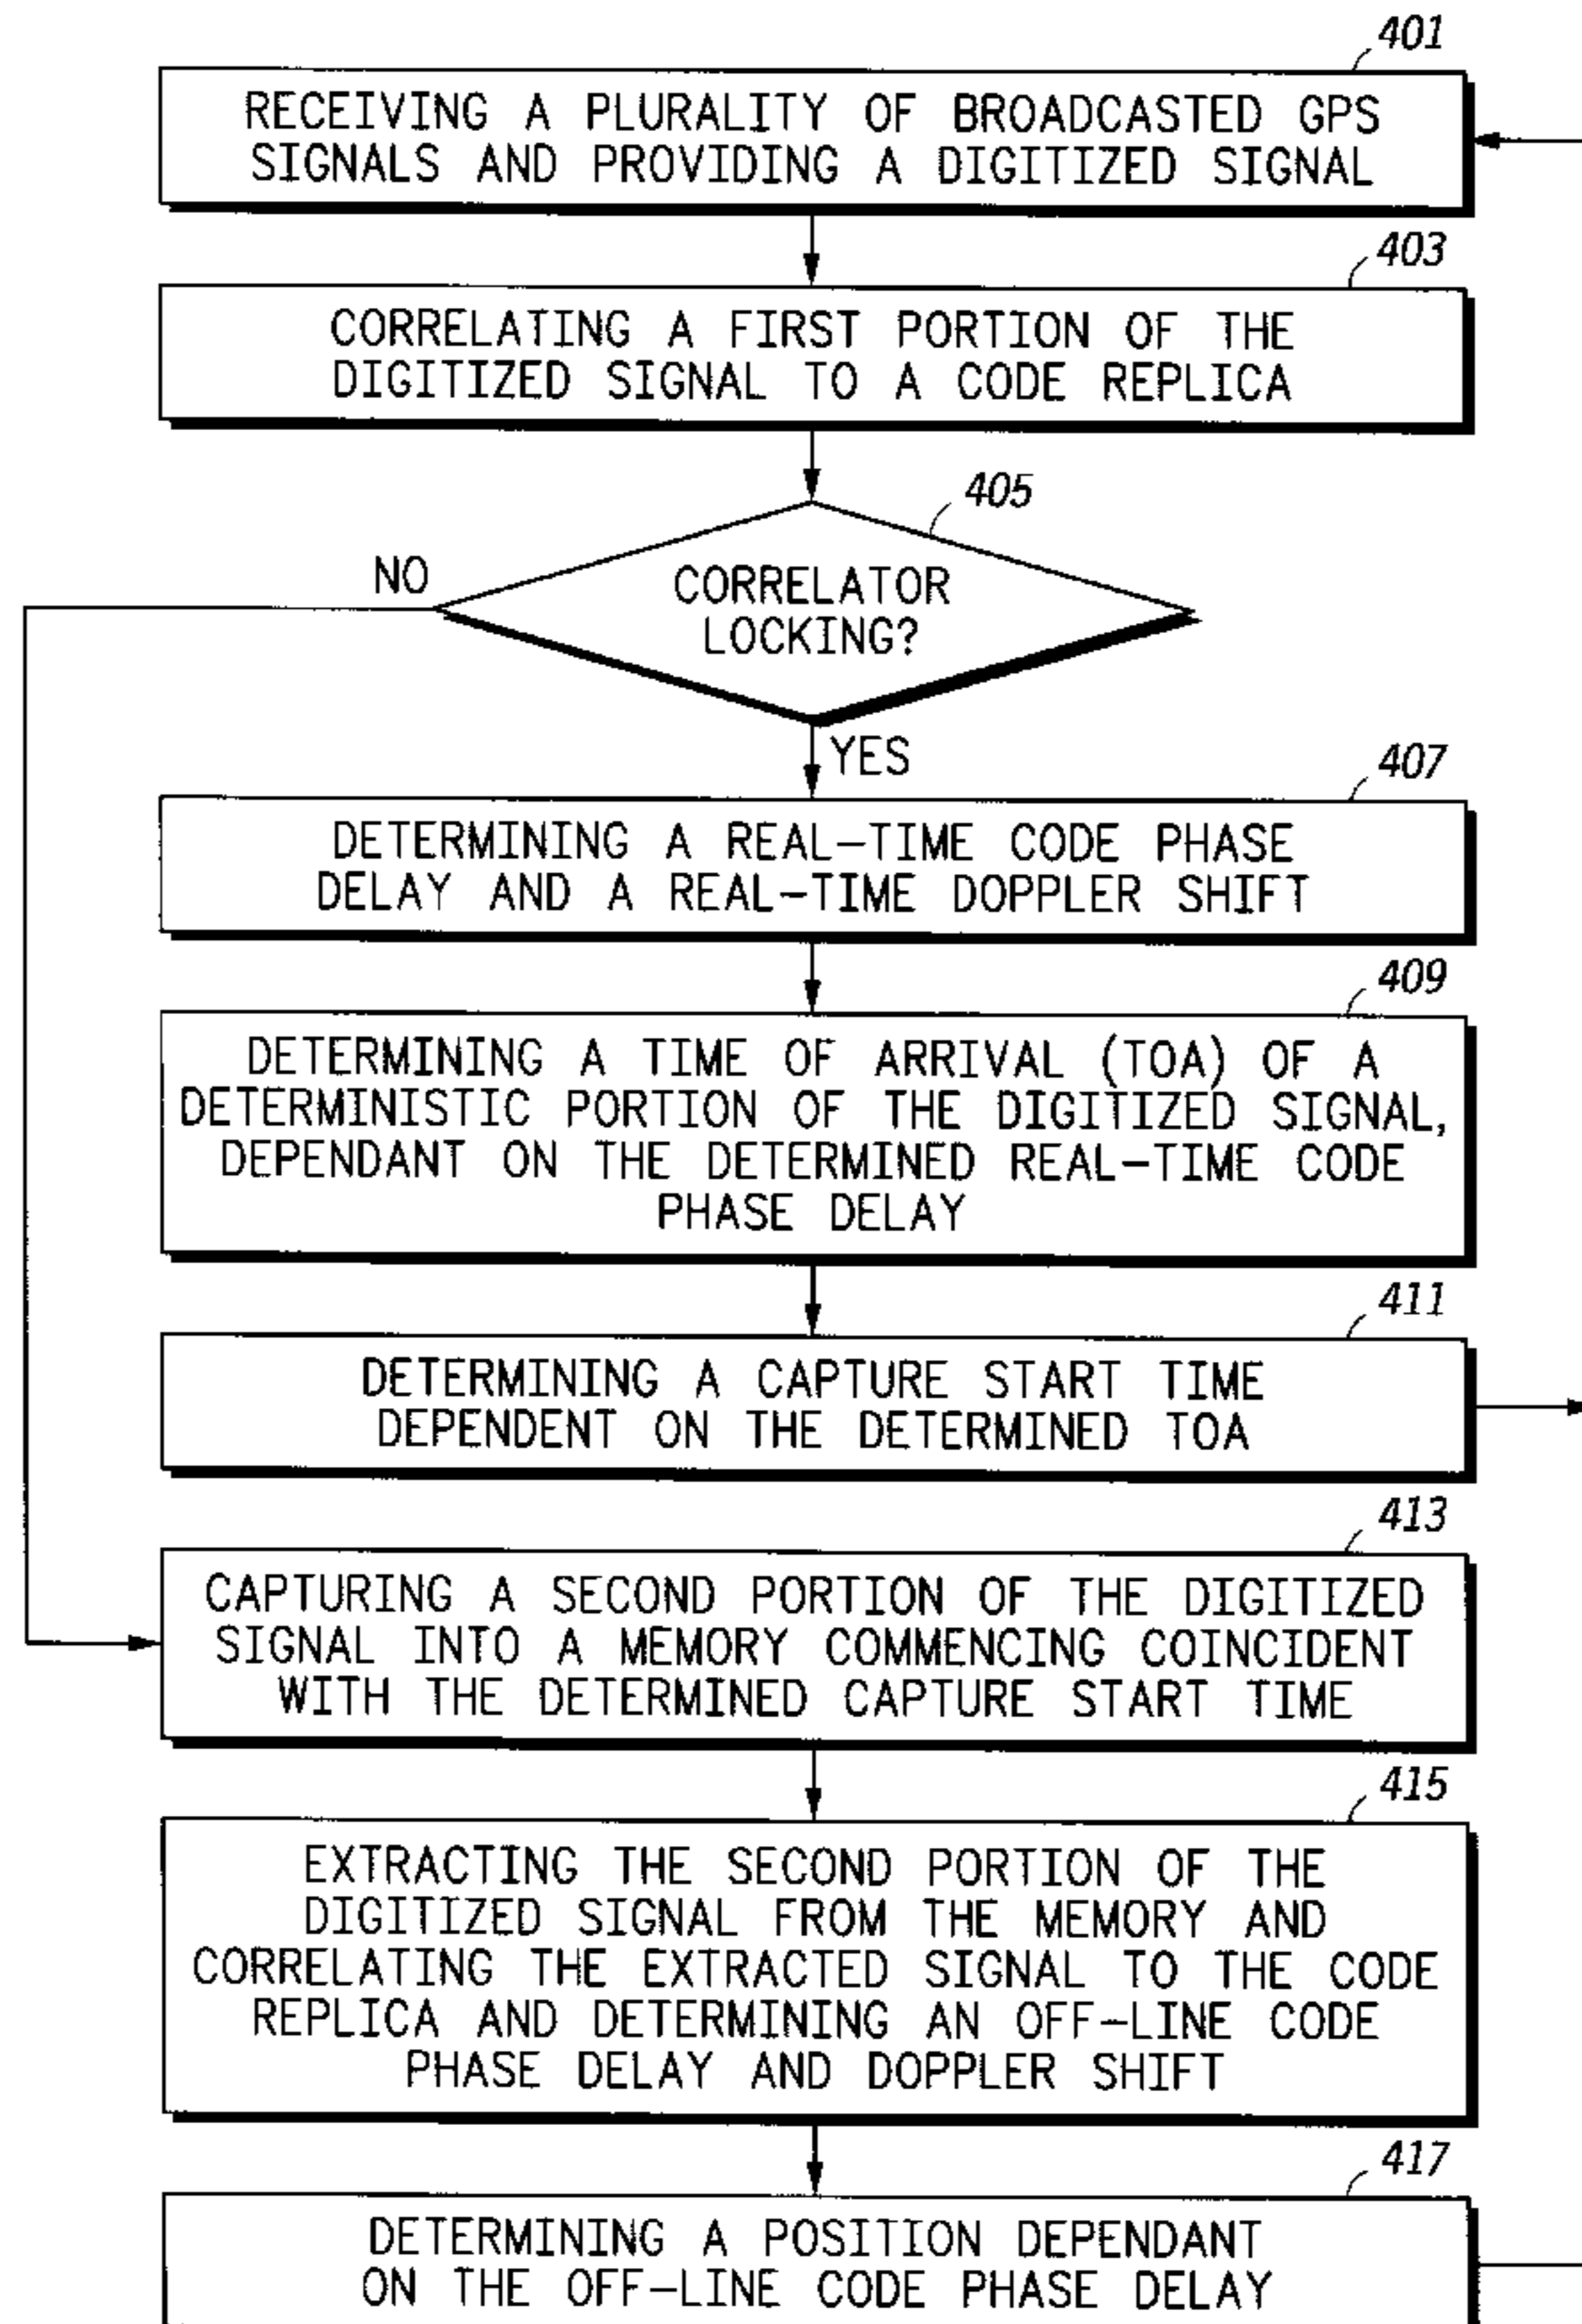 401
RECEIVING A PLURALITY OF BROADCASTED GPS
SIGNALS AND PROVIDING A DIGITIZED SIGNAL
403
CORRELATING A FIRST PORTION OF THE
DIGITIZED SIGNAL TO A CODE REPLICA
405
NO
CORRELATOR
LOCKING?
YES
407
DETERMINING A REAL-TIME CODE PHASE
DELAY AND A REAL-TIME DOPPLER SHIFT
409
DETERMINING A TIME OF ARRIVAL (TOA) OF A
DETERMINISTIC PORTION OF THE DIGITIZED SIGNAL,
DEPENDANT ON THE DETERMINED REAL-TIME CODE
PHASE DELAY
411
DETERMINING A CAPTURE START TIME
DEPENDENT ON THE DETERMINED TOA
413
CAPTURING A SECOND PORTION OF THE DIGITIZED
SIGNAL INTO A MEMORY COMMENCING COINCIDENT
WITH THE DETERMINED CAPTURE START TIME
415
EXTRACTING THE SECOND PORTION OF THE
DIGITIZED SIGNAL FROM THE MEMORY AND
CORRELATING THE EXTRACTED SIGNAL TO THE CODE
REPLICA AND DETERMINING AN OFF-LINE CODE
PHASE DELAY AND DOPPLER SHIFT
417
DETERMINING A POSITION DEPENDANT
ON THE OFF-LINE CODE PHASE DELAY